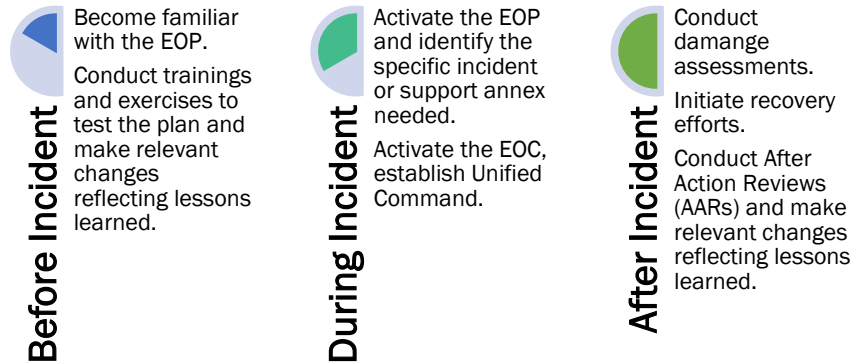 Before Incident
Become familiar
with the EOP.
Conduct trainings
and exercises to
test the plan and
make relevant
changes
reflecting lessons
learned.
During Incident
Activate the EOP
and identify the
specific incident
or support annex
needed.
Activate the EOC,
establish Unified
Command.
After Incident
Conduct
damange
assessments.
Initiate recovery
efforts.
Conduct After
Action Reviews
(AARs) and make
relevant changes
reflecting lessons
learned.